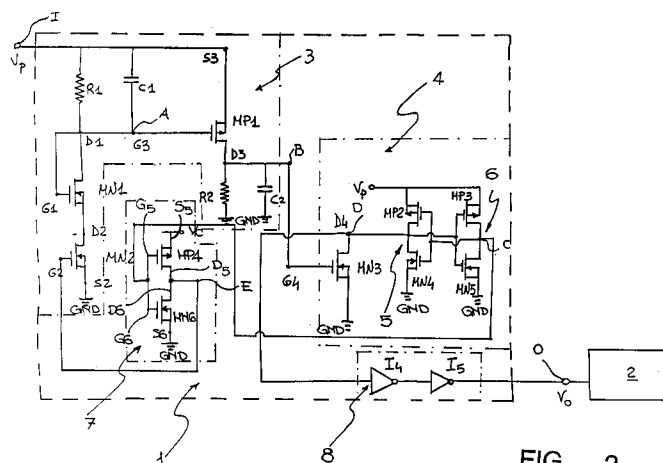 I
Vp
R1
C1
S3
3
A
D1
G3
MP1
4
D3
B
G1
MN1
R2
C2
GND
GND
Vp
MP2
MP3
6
D2
G5
S5
Vc
D4
D
C
G2
MN2
MP4
D5
G4
MN3
MN4
MN5
S2
GND
D6
E
5
GND
GND
GND
G6
MN6
S6
GND
7
I4
I5
O
2
1
8
Vo
FIG. 2